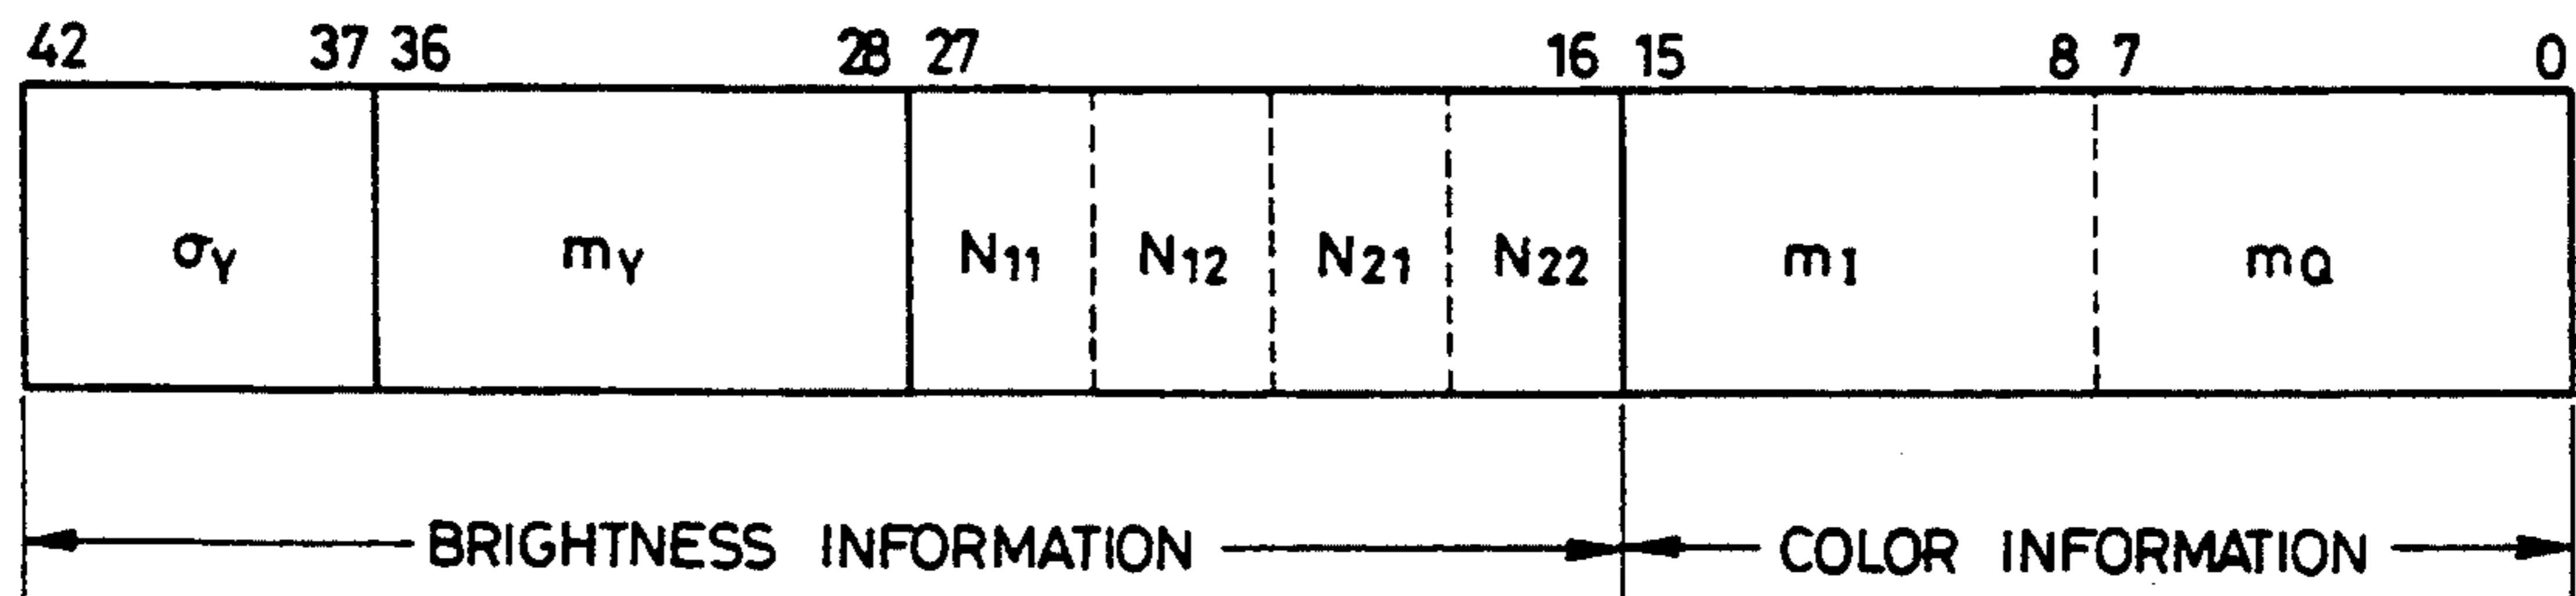 42 37 36 28 27 16 15 8 7 0
σY mY N11 N12 N21 N22 mI mQ
BRIGHTNESS INFORMATION COLOR INFORMATION